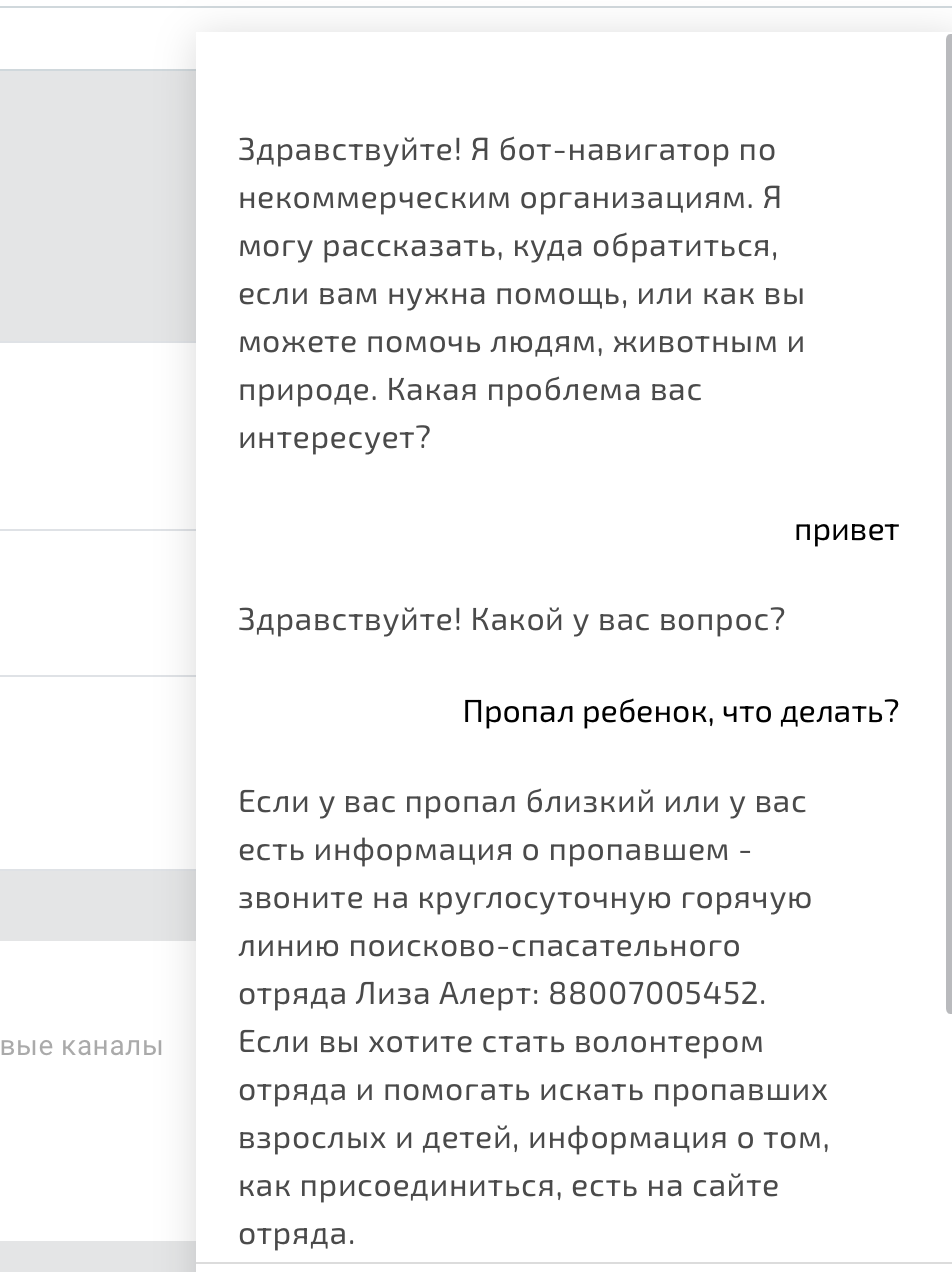 Здравствуйте! Я бот-навигатор по
некоммерческим организациям. Я
могу рассказать, куда обратиться,
если вам нужна помощь, или как вы
можете помочь людям, животным и
природе. Какая проблема вас
интересует?
привет
Здравствуйте! Какой у вас вопрос?
Пропал ребенок, что делать?
Если у вас пропал близкий или у вас
есть информация о пропавшем -
звоните на круглосуточную горячую
линию поисково-спасательного
отряда Лиза Алерт: 88007005452.
Если вы хотите стать волонтером
отряда и помогать искать пропавших
взрослых и детей, информация о том,
как присоединиться, есть на сайте
отряда.
вые каналы